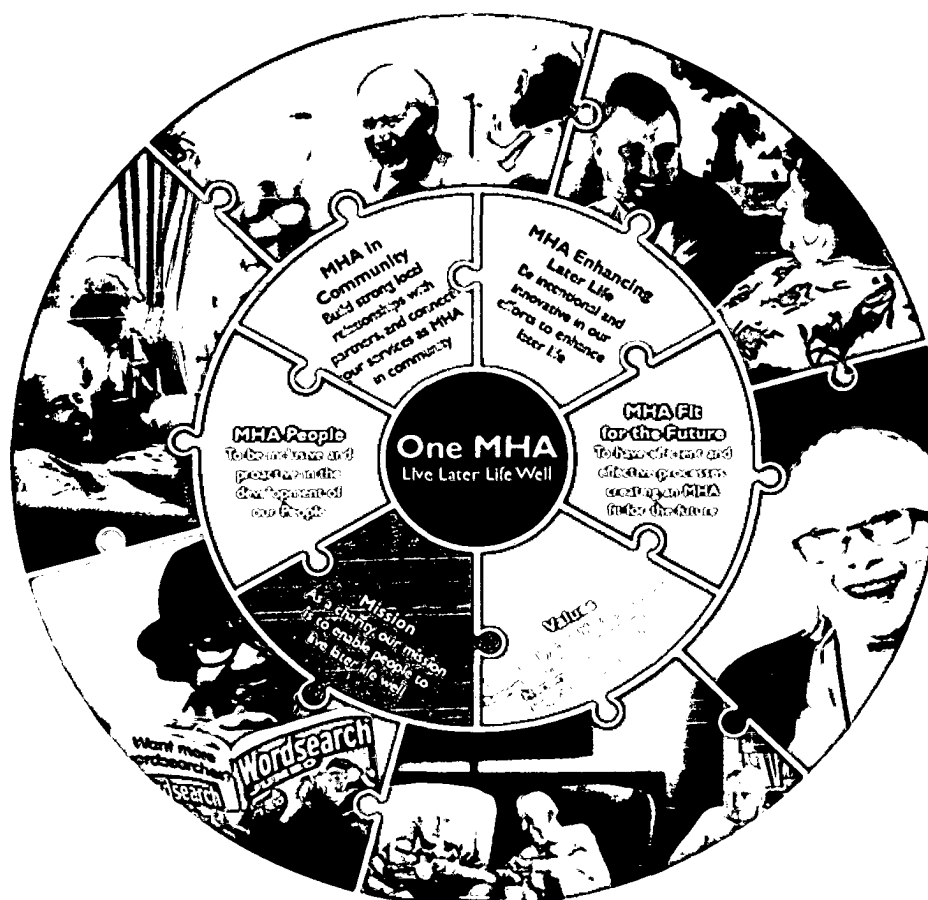 MHA in
Community
Build strong local
relationships with
partners, and connect
our services as MHA
in community
MHA Enhancing
Later Life
Be intentional and
innovative in our
efforts to enhance
later life
MHA People
To be inclusive and
proactive in the
development of
our People
One MHA
Live Later Life Well
MHA Fit
for the Future
To have efficient and
effective processes
creating an MHA
fit for the future
Mission
As a charity, our mission
is to enable people to
live later life well
Values
Want more
wordsearches?
Wordsearch
JUMBO
search